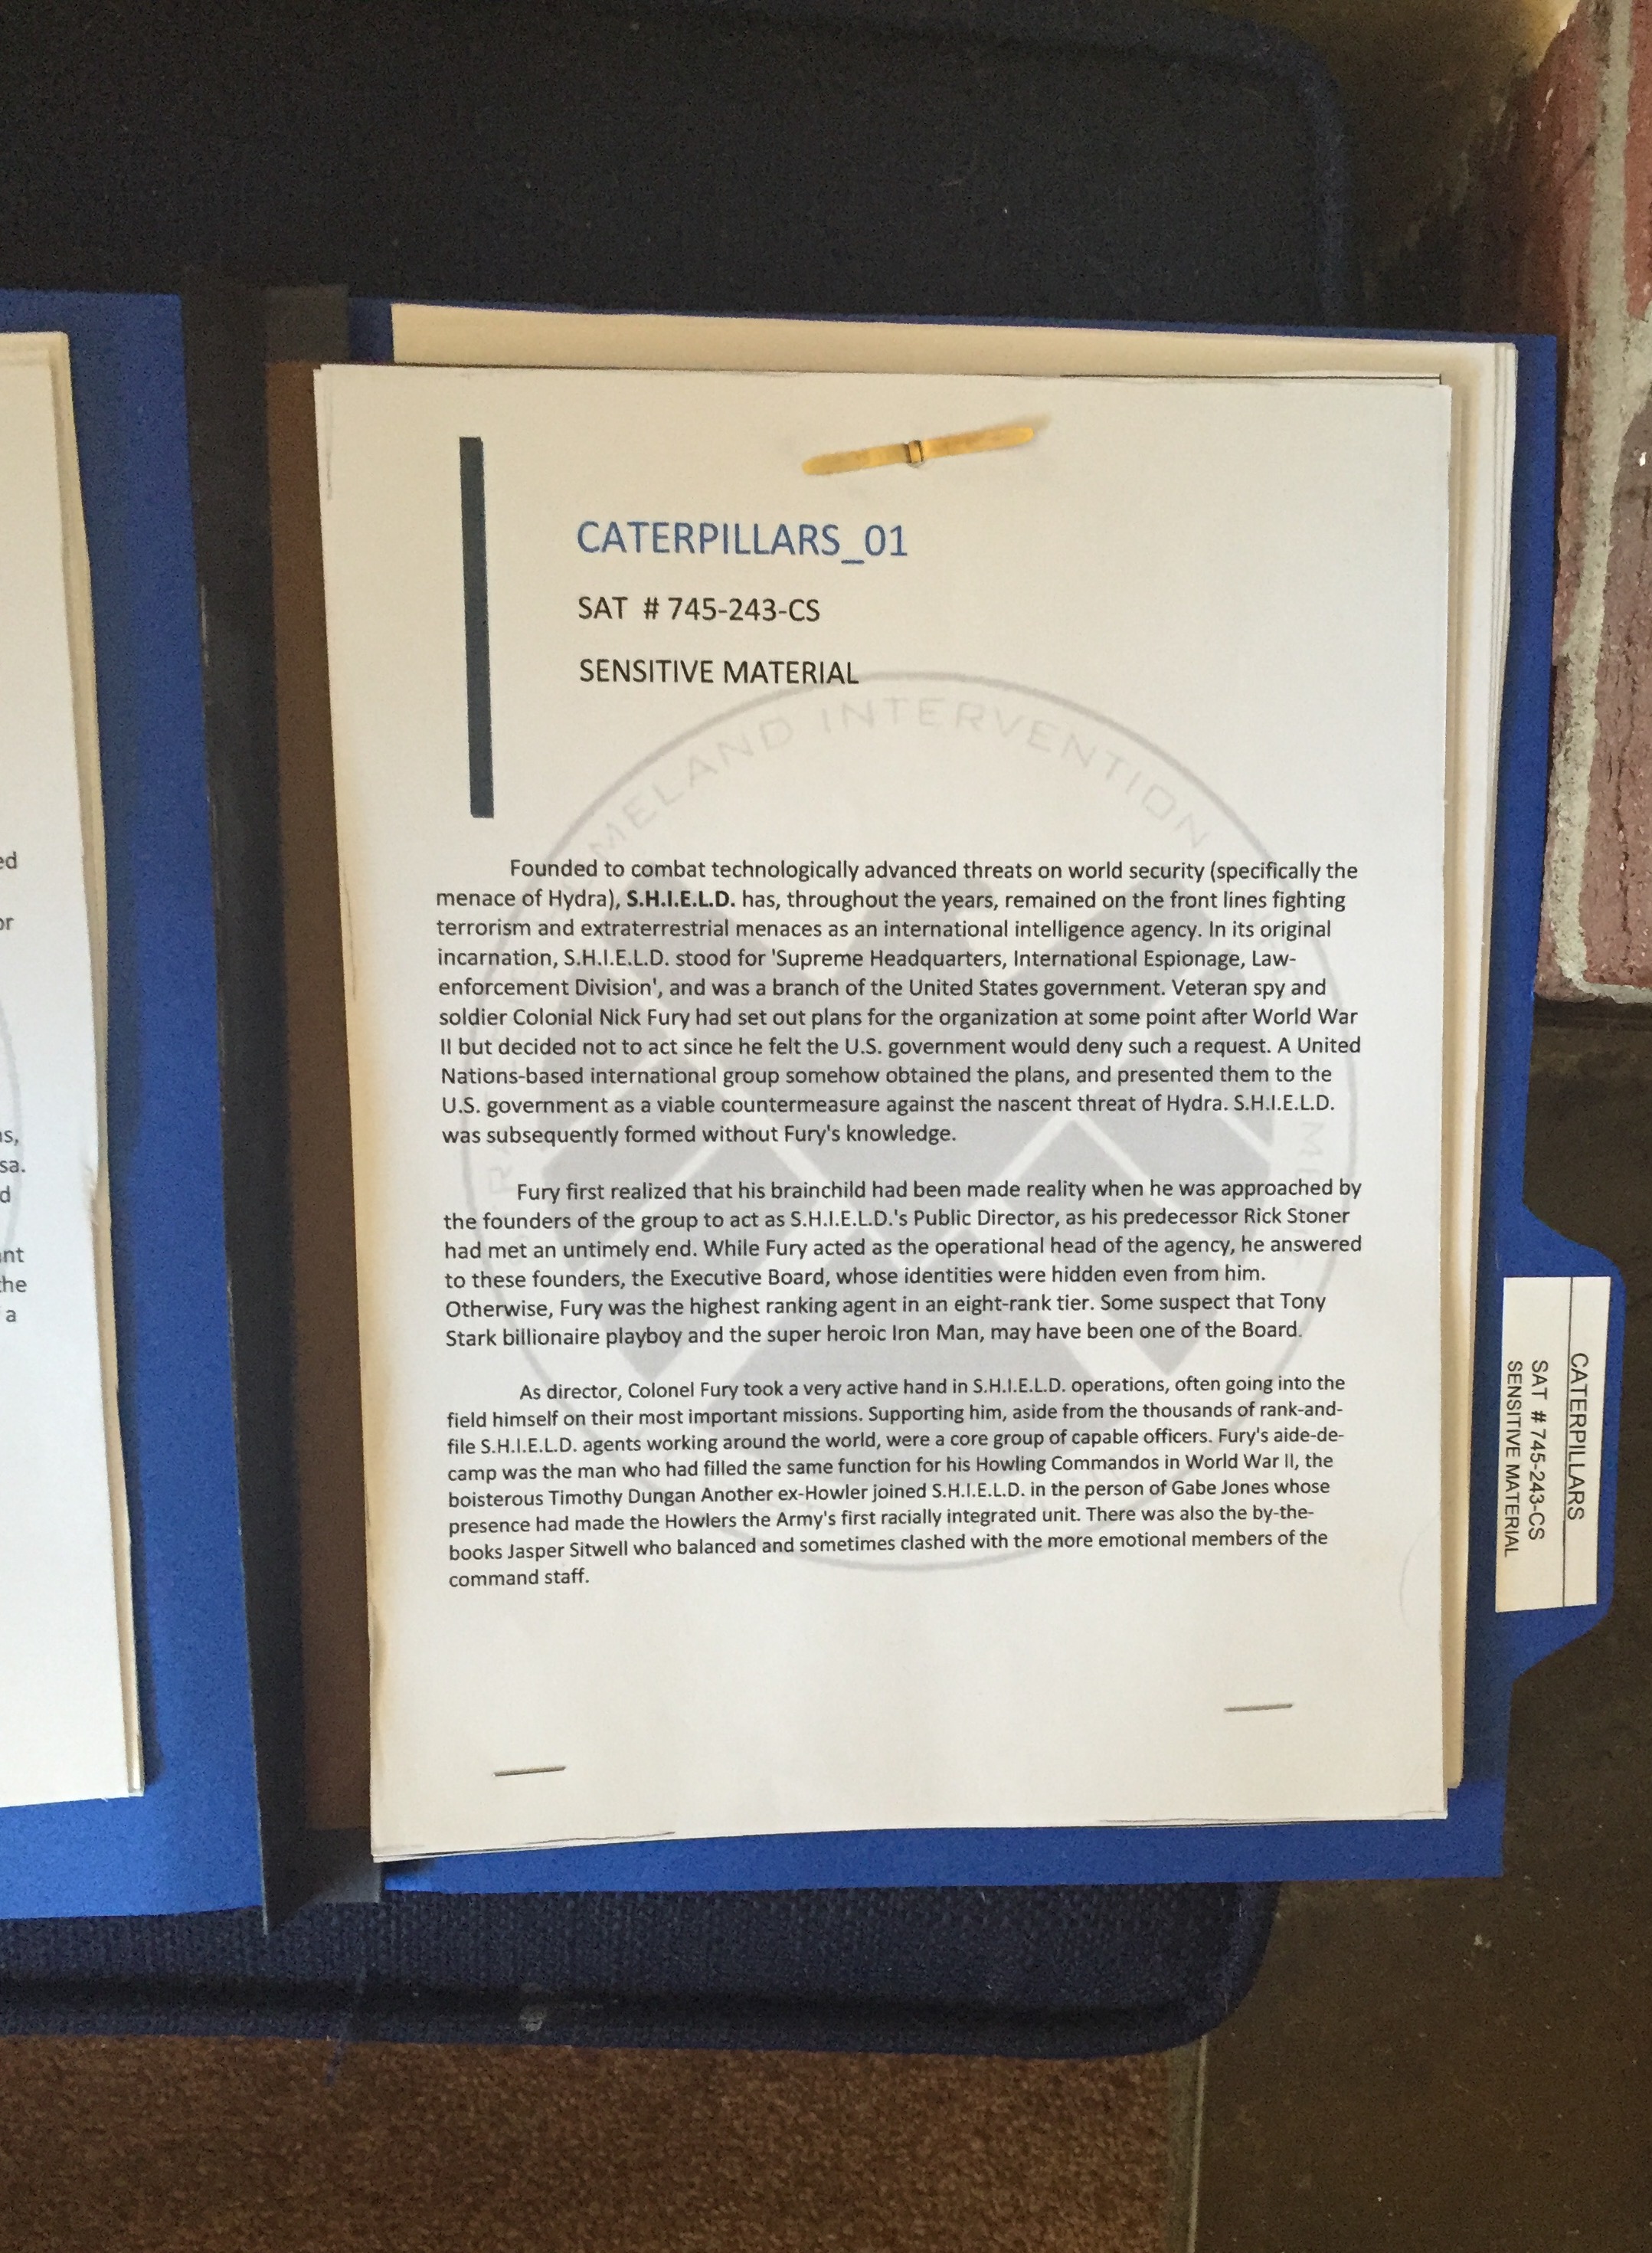 CATERPILLARS_01
SAT # 745-243-CS
SENSITIVE MATERIAL
HOMELAND INTERVENTION
Founded to combat technologically advanced threats on world security (specifically the
menace of Hydra), S.H.I.E.L.D. has, throughout the years, remained on the front lines fighting
terrorism and extraterrestrial menaces as an international intelligence agency. In its original
incarnation, S.H.I.E.L.D. stood for 'Supreme Headquarters, International Espionage, Law-
enforcement Division', and was a branch of the United States government. Veteran spy and
soldier Colonial Nick Fury had set out plans for the organization at some point after World War
II but decided not to act since he felt the U.S. government would deny such a request. A United
Nations-based international group somehow obtained the plans, and presented them to the
U.S. government as a viable countermeasure against the nascent threat of Hydra. S.H.I.E.L.D.
was subsequently formed without Fury's knowledge.
Fury first realized that his brainchild had been made reality when he was approached by
the founders of the group to act as S.H.I.E.L.D.'s Public Director, as his predecessor Rick Stoner
had met an untimely end. While Fury acted as the operational head of the agency, he answered
to these founders, the Executive Board, whose identities were hidden even from him.
Otherwise, Fury was the highest ranking agent in an eight-rank tier. Some suspect that Tony
Stark billionaire playboy and the super heroic Iron Man, may have been one of the Board.
As director, Colonel Fury took a very active hand in S.H.I.E.L.D. operations, often going into the
field himself on their most important missions. Supporting him, aside from the thousands of rank-and-
file S.H.I.E.L.D. agents working around the world, were a core group of capable officers. Fury's aide-de-
camp was the man who had filled the same function for his Howling Commandos in World War II, the
boisterous Timothy Dungan Another ex-Howler joined S.H.I.E.L.D. in the person of Gabe Jones whose
presence had made the Howlers the Army's first racially integrated unit. There was also the by-the-
books Jasper Sitwell who balanced and sometimes clashed with the more emotional members of the
command staff.
CATERPILLARS
SAT # 745-243-CS
SENSITIVE MATERIAL
ed
or
sa.
d
nt
the
a